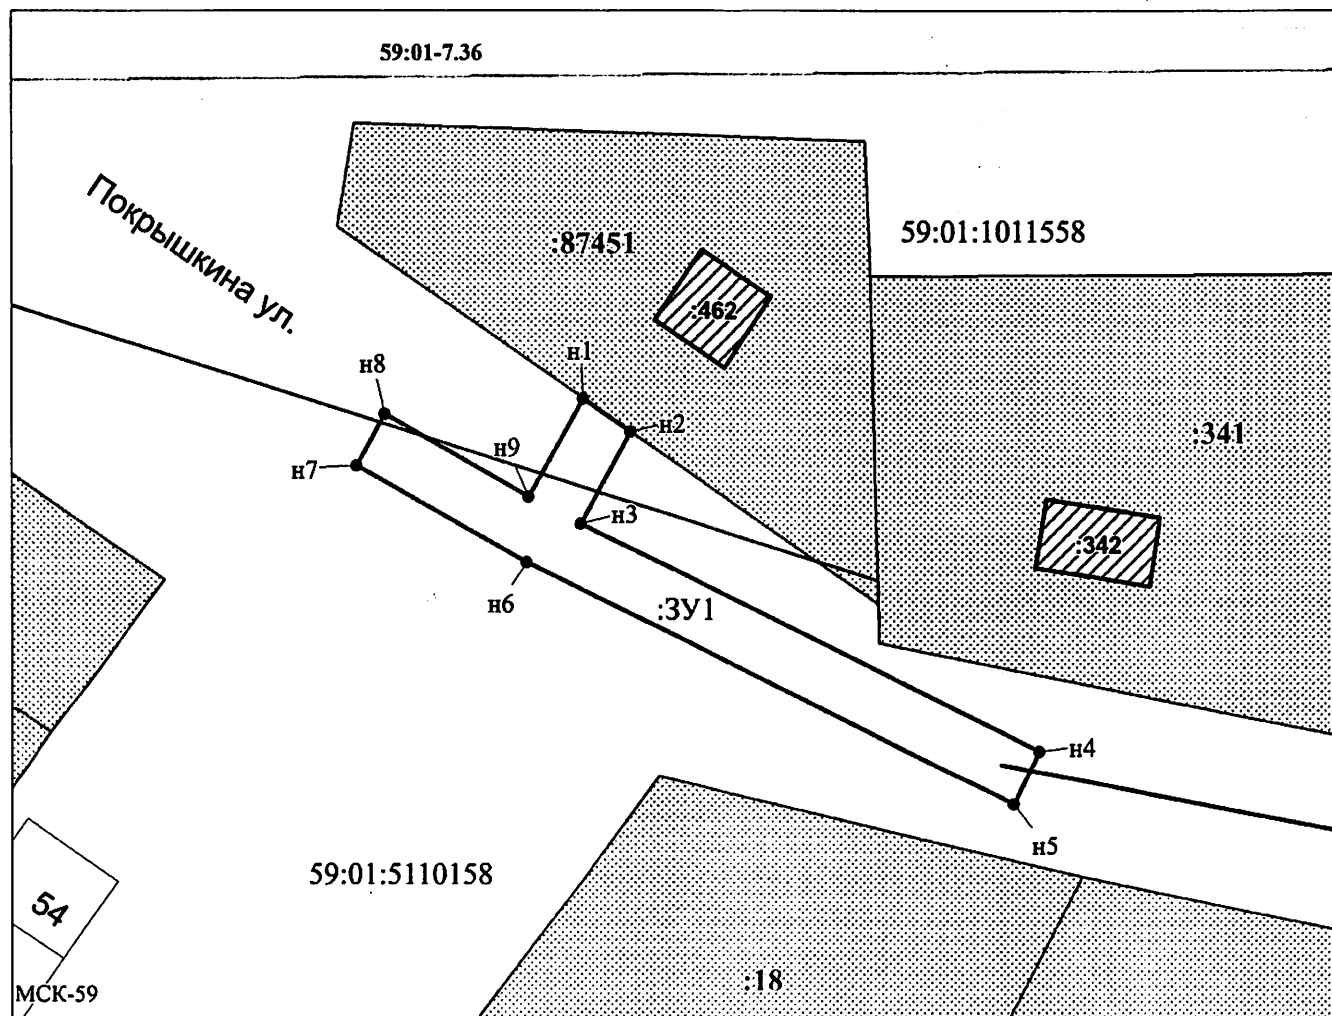 59:01-7.36
Покрышкина ул.
:87451
59:01:1011558
:462
н1
н8
н2
:341
н9
н7
н3
:342
н6
:ЗУ1
н4
н5
59:01:5110158
54
:18
МСК-59